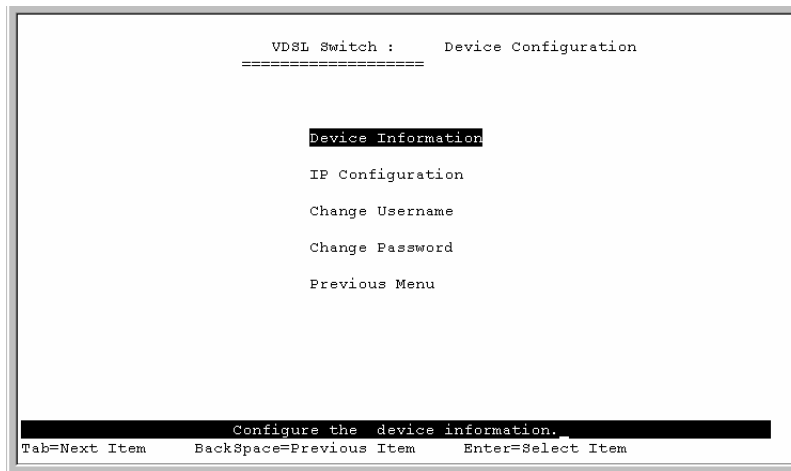 VDSL Switch : Device Configuration
===================
Device Information
IP Configuration
Change Username
Change Password
Previous Menu
Configure the device information._
Tab=Next Item BackSpace=Previous Item Enter=Select Item